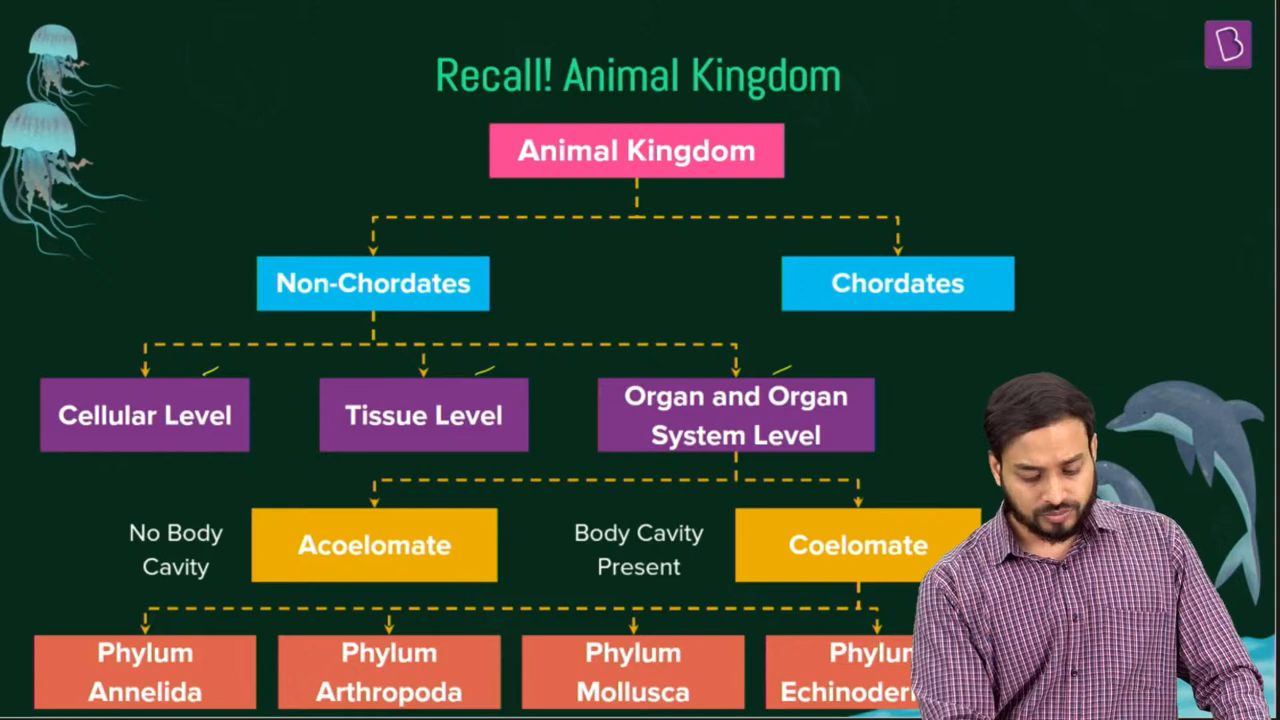 Recall! Animal Kingdom
Animal Kingdom
Non-Chordates
Chordates
Cellular Level
Tissue Level
Organ and Organ
System Level
No Body
Cavity
Acoelomate
Body Cavity
Present
Coelomate
Phylum
Annelida
Phylum
Arthropoda
Phylum
Mollusca
B